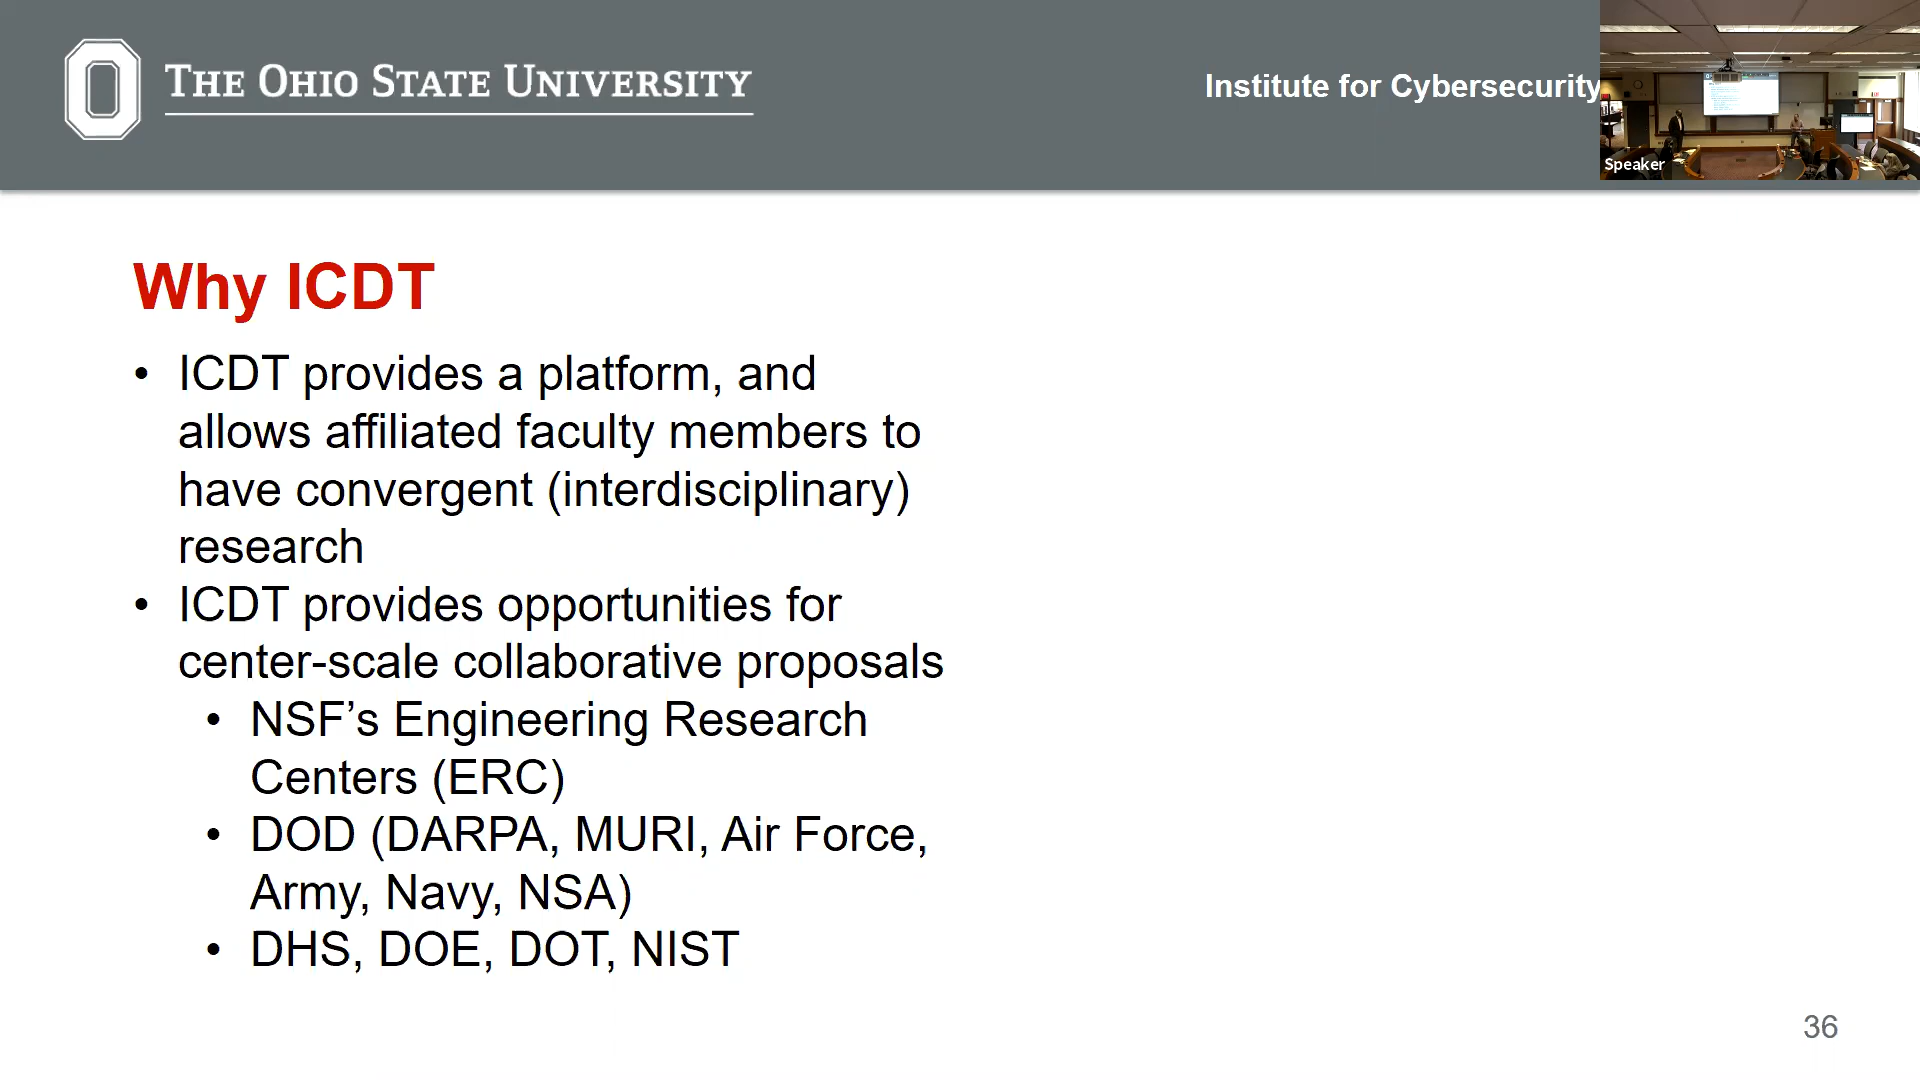 THE OHIO STATE UNIVERSITY
Institute for Cybersecurity
Speaker
Why ICDT
• ICDT provides a platform, and
allows affiliated faculty members to
have convergent (interdisciplinary)
research
• ICDT provides opportunities for
center-scale collaborative proposals
• NSF’s Engineering Research
Centers (ERC)
• DOD (DARPA, MURI, Air Force,
Army, Navy, NSA)
• DHS, DOE, DOT, NIST
36